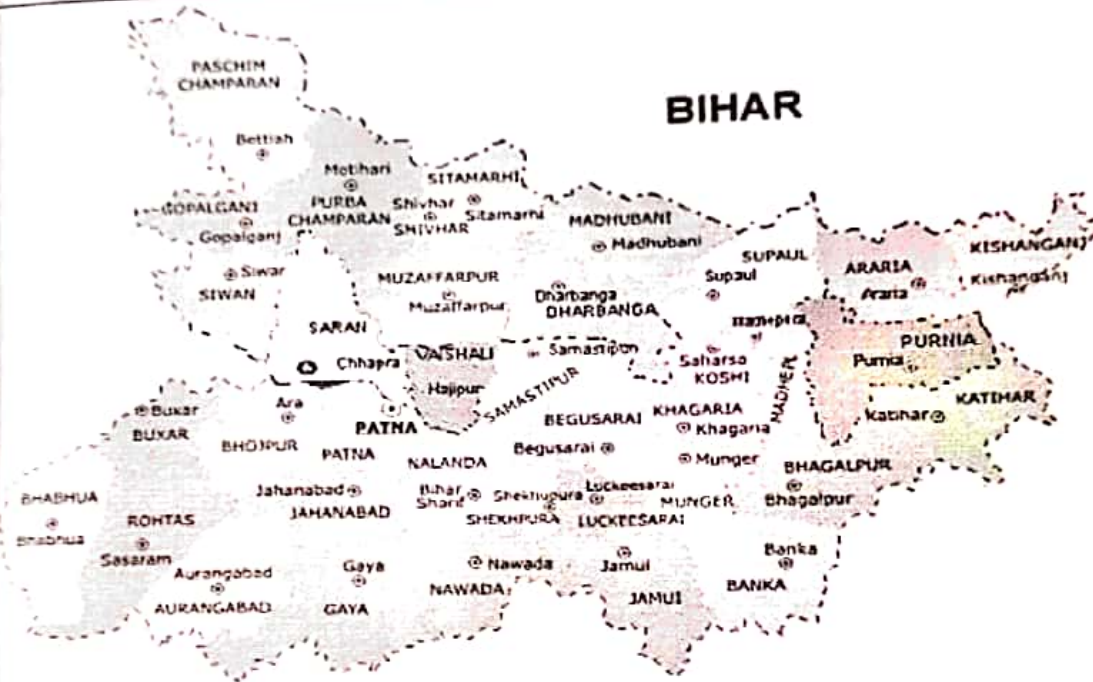 BIHAR
PASCHIM
CHAMPARAN
Bettiah
Motihari
PURBA
CHAMPARAN
SITAMARHI
Shivhar
SHIVHAR
Sitamarhi
GOPALGANJ
Gopalganj
MADHUBANI
Madhubani
SUPAUL
Supaul
ARARIA
Araria
KISHANGANJ
Kishanganj
Siwan
SIWAN
MUZAFFARPUR
Muzaffarpur
Dharbanga
DHARBANGA
SARAN
Chhapra
VAISHALI
Hajipur
Samastipur
SAMASTIPUR
Saharsa
KOSHI
MADHEPL
PURNIA
Purnia
KATIHAR
Katihar
Buxar
BUXAR
Ara
BHOJPUR
PATNA
PATNA
BEGUSARAI
Begusarai
KHAGARIA
Khagaria
Munger
MUNGER
BHAGALPUR
Bhagalpur
NALANDA
Bihar
Sharif
Jahanabad
JAHANABAD
Shekhupura
SHEKHPURA
Luckeesarai
LUCKEESARAI
BHABHUA
Bhabhua
ROHTAS
Sasaram
Aurangabad
AURANGABAD
Gaya
GAYA
Nawada
NAWADA
Jamui
JAMUI
Banka
BANKA